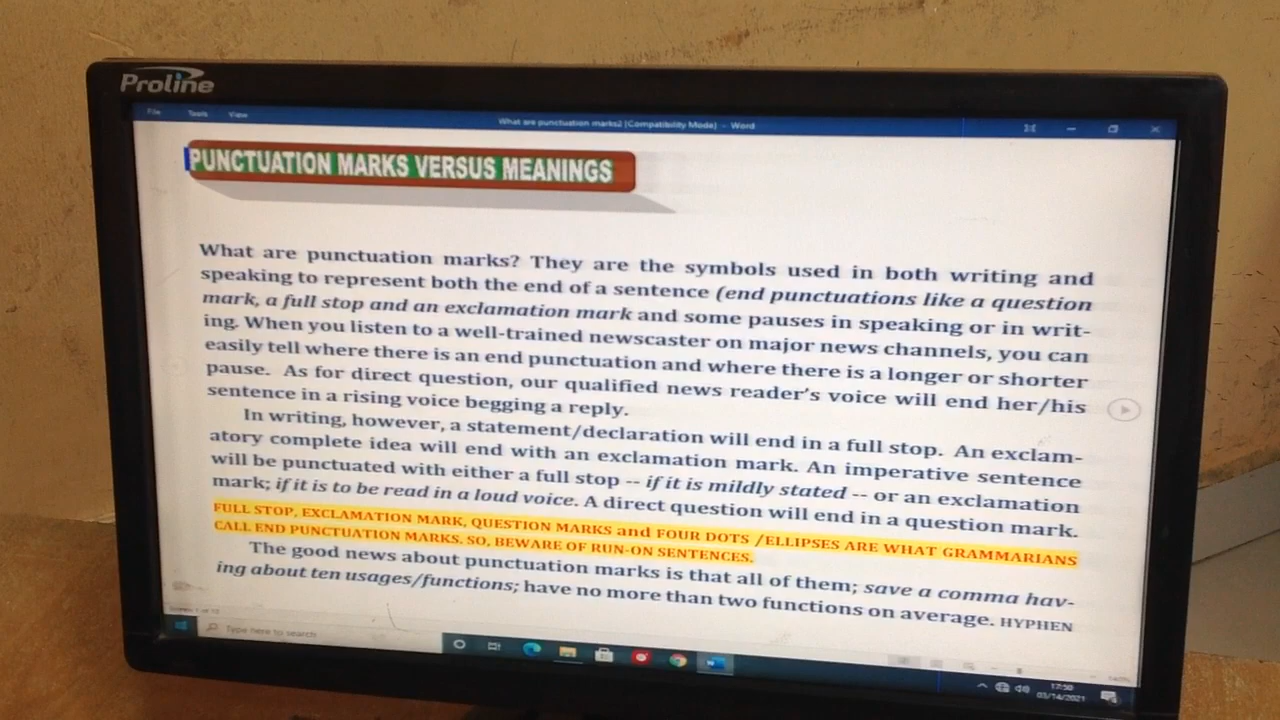 Proline
File Tools View
What are punctuation marks2 [Compatibility Mode] - Word
PUNCTUATION MARKS VERSUS MEANINGS
What are punctuation marks? They are the symbols used in both writing and
speaking to represent both the end of a sentence (end punctuations like a question
mark, a full stop and an exclamation mark and some pauses in speaking or in writ-
ing. When you listen to a well-trained newscaster on major news channels, you can
easily tell where there is an end punctuation and where there is a longer or shorter
pause. As for direct question, our qualified news reader's voice will end her/his
sentence in a rising voice begging a reply.
In writing, however, a statement/declaration will end in a full stop. An exclam-
atory complete idea will end with an exclamation mark. An imperative sentence
will be punctuated with either a full stop -- if it is mildly stated -- or an exclamation
mark; if it is to be read in a loud voice. A direct question will end in a question mark.
FULL STOP, EXCLAMATION MARK, QUESTION MARKS and FOUR DOTS /ELLIPSES ARE WHAT GRAMMARIANS
CALL END PUNCTUATION MARKS. SO, BEWARE OF RUN-ON SENTENCES.
The good news about punctuation marks is that all of them; save a comma hav-
ing about ten usages/functions; have no more than two functions on average. HYPHEN
Type here to search
17:50
03/14/2021